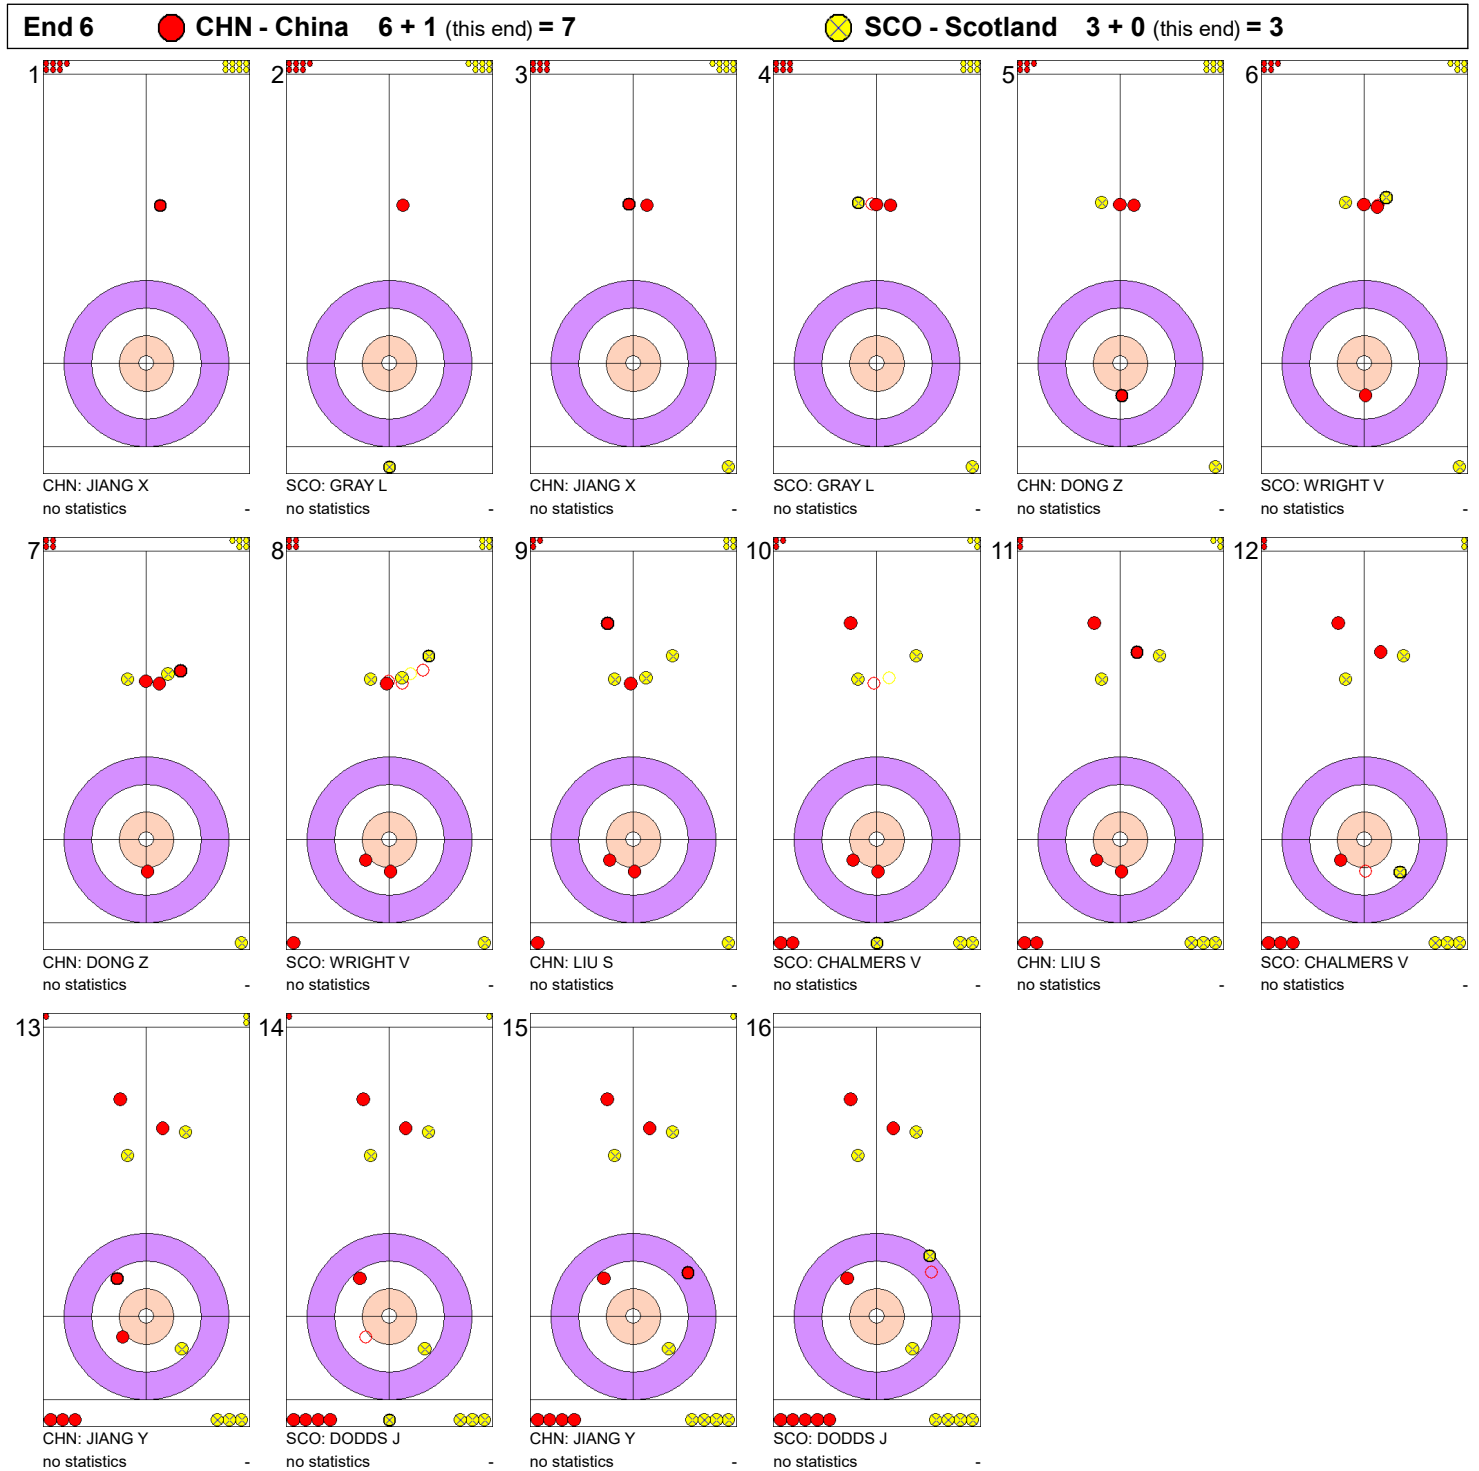 End 6 CHN - China 6 + 1 (this end) = 7 SCO - Scotland 3 + 0 (this end) = 3
1 2 3 4 5 6
CHN: JIANG X SCO: GRAY L CHN: JIANG X SCO: GRAY L CHN: DONG Z SCO: WRIGHT V
no statistics - no statistics - no statistics - no statistics - no statistics - no statistics -
7 8 9 10 11 12
CHN: DONG Z SCO: WRIGHT V CHN: LIU S SCO: CHALMERS V CHN: LIU S SCO: CHALMERS V
no statistics - no statistics - no statistics - no statistics - no statistics - no statistics -
13 14 15 16
CHN: JIANG Y SCO: DODDS J CHN: JIANG Y SCO: DODDS J
no statistics - no statistics - no statistics - no statistics -